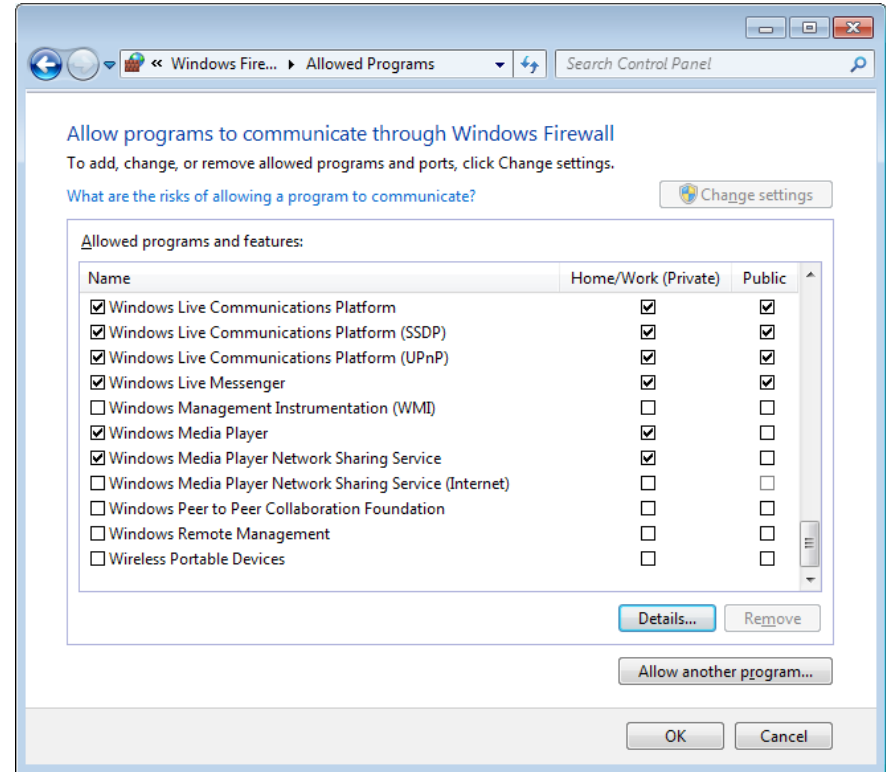 « Windows Fire... ▸ Allowed Programs Search Control Panel
Allow programs to communicate through Windows Firewall
To add, change, or remove allowed programs and ports, click Change settings.
What are the risks of allowing a program to communicate? Change settings
Allowed programs and features:
Name Home/Work (Private) Public
Windows Live Communications Platform
Windows Live Communications Platform (SSDP)
Windows Live Communications Platform (UPnP)
Windows Live Messenger
Windows Management Instrumentation (WMI)
Windows Media Player
Windows Media Player Network Sharing Service
Windows Media Player Network Sharing Service (Internet)
Windows Peer to Peer Collaboration Foundation
Windows Remote Management
Wireless Portable Devices
Details... Remove
Allow another program...
OK Cancel